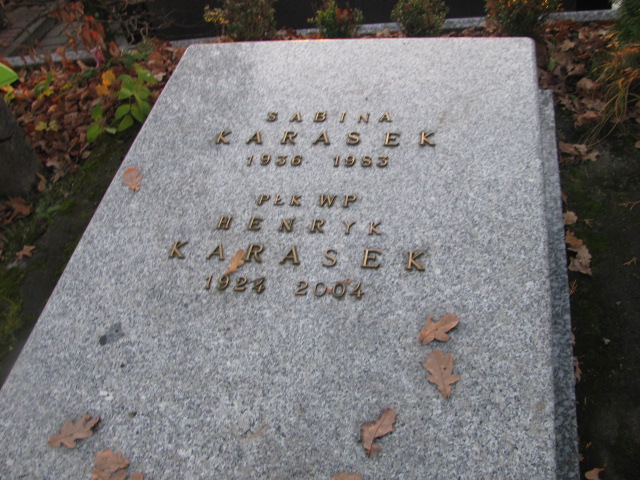 SABINA
KARASEK
1936 1983
PŁK WP
HENRYK
KARASEK
1924 2004